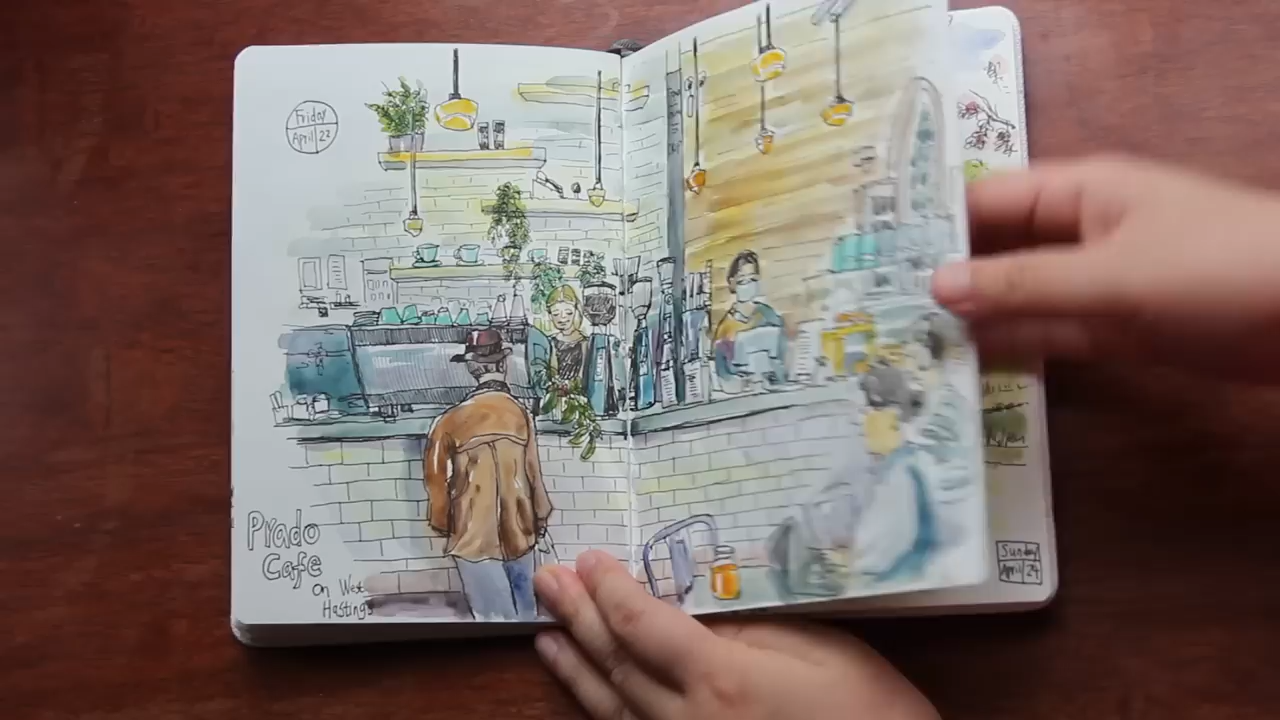 Friday
April 22
Prado
Cafe
on West
Hastings
Sunday
April 24